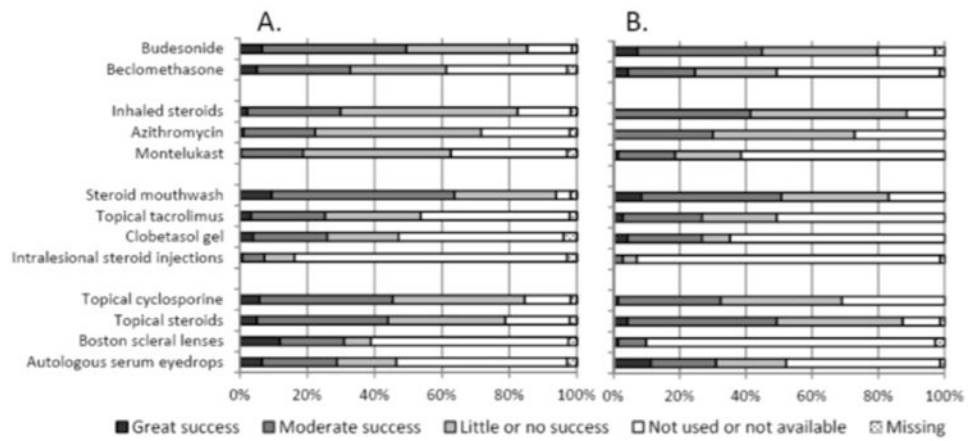 A.
B.
Budesonide
Beclomethasone
Inhaled steroids
Azithromycin
Montelukast
Steroid mouthwash
Topical tacrolimus
Clobetasol gel
Intralesional steroid injections
Topical cyclosporine
Topical steroids
Boston scleral lenses
Autologous serum eyedrops
0% 20% 40% 60% 80% 100% 0% 20% 40% 60% 80% 100%
Great success Moderate success Little or no success Not used or not available Missing